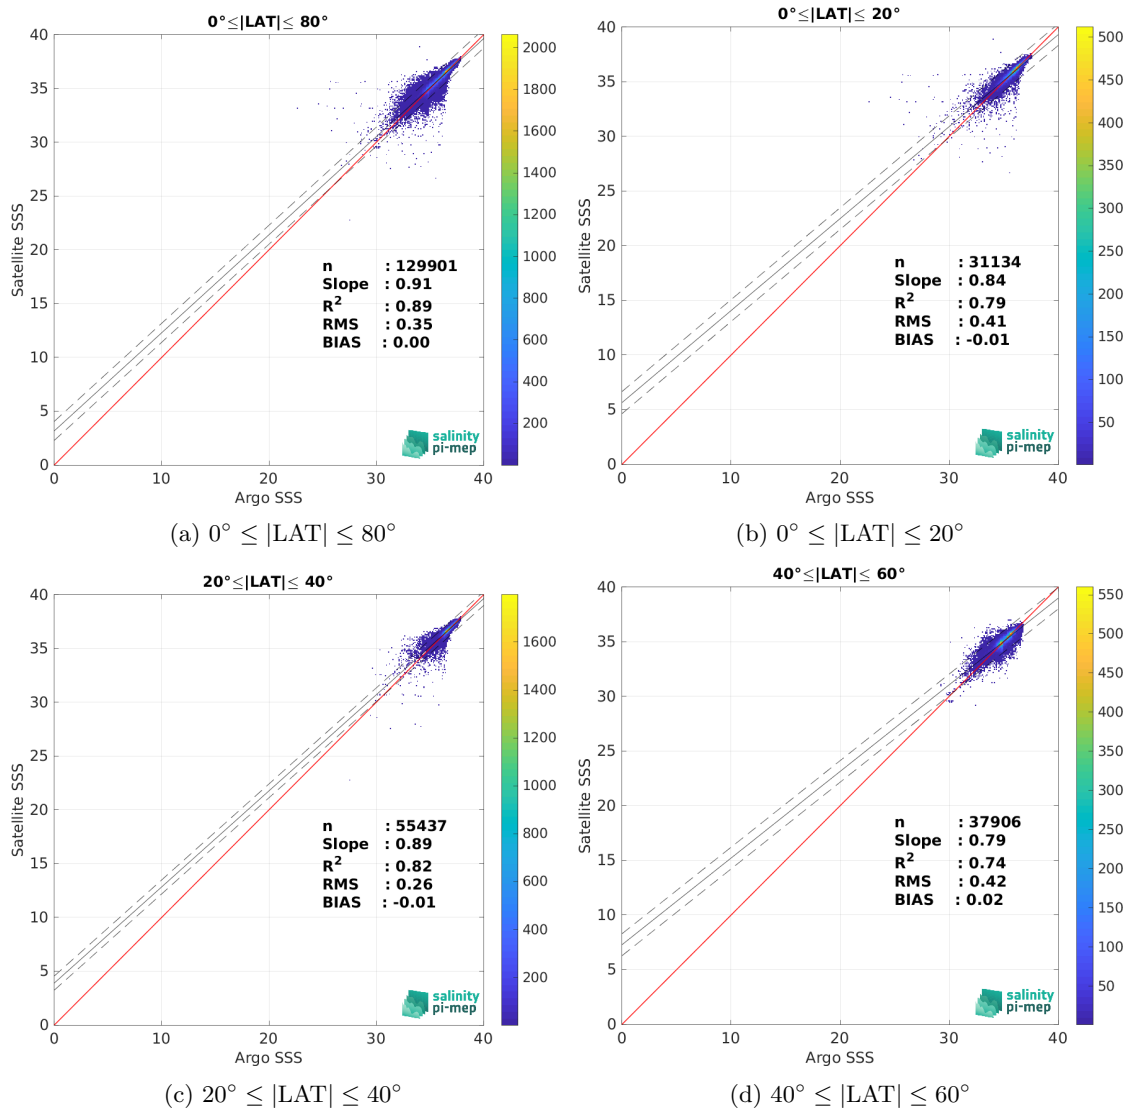 0°≤|LAT|≤ 80°
40
35
30
25
20
15
10
5
0
Satellite SSS
0
10
20
30
40
Argo SSS
n : 129901
Slope : 0.91
R2 : 0.89
RMS : 0.35
BIAS : 0.00
salinity
pi-mep
2000
1800
1600
1400
1200
1000
800
600
400
200
(a) 0° ≤ |LAT| ≤ 80°
0°≤|LAT|≤ 20°
40
35
30
25
20
15
10
5
0
Satellite SSS
0
10
20
30
40
Argo SSS
n : 31134
Slope : 0.84
R2 : 0.79
RMS : 0.41
BIAS : -0.01
salinity
pi-mep
500
450
400
350
300
250
200
150
100
50
(b) 0° ≤ |LAT| ≤ 20°
20°≤|LAT|≤ 40°
40
35
30
25
20
15
10
5
0
Satellite SSS
0
10
20
30
40
Argo SSS
n : 55437
Slope : 0.89
R2 : 0.82
RMS : 0.26
BIAS : -0.01
salinity
pi-mep
1600
1400
1200
1000
800
600
400
200
(c) 20° ≤ |LAT| ≤ 40°
40°≤|LAT|≤ 60°
40
35
30
25
20
15
10
5
0
Satellite SSS
0
10
20
30
40
Argo SSS
n : 37906
Slope : 0.79
R2 : 0.74
RMS : 0.42
BIAS : 0.02
salinity
pi-mep
550
500
450
400
350
300
250
200
150
100
50
(d) 40° ≤ |LAT| ≤ 60°